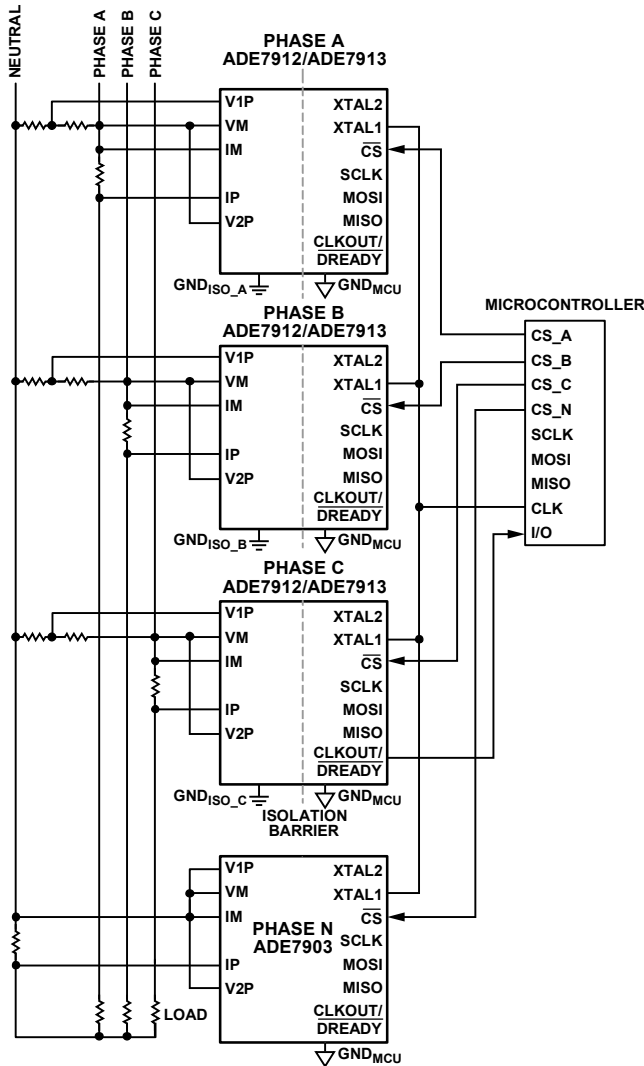 NEUTRAL
PHASE A
PHASE B
PHASE C
PHASE A
ADE7912/ADE7913
V1P
VM
IM
IP
V2P
XTAL2
XTAL1
CS
SCLK
MOSI
MISO
CLKOUT/
DREADY
GNDISO_A
GNDMCU
PHASE B
ADE7912/ADE7913
V1P
VM
IM
IP
V2P
XTAL2
XTAL1
CS
SCLK
MOSI
MISO
CLKOUT/
DREADY
GNDISO_B
GNDMCU
PHASE C
ADE7912/ADE7913
V1P
VM
IM
IP
V2P
XTAL2
XTAL1
CS
SCLK
MOSI
MISO
CLKOUT/
DREADY
GNDISO_C
GNDMCU
ISOLATION
BARRIER
V1P
VM
IM
IP
V2P
PHASE N
ADE7903
XTAL2
XTAL1
CS
SCLK
MOSI
MISO
CLKOUT/
DREADY
GNDMCU
LOAD
MICROCONTROLLER
CS_A
CS_B
CS_C
CS_N
SCLK
MOSI
MISO
CLK
I/O